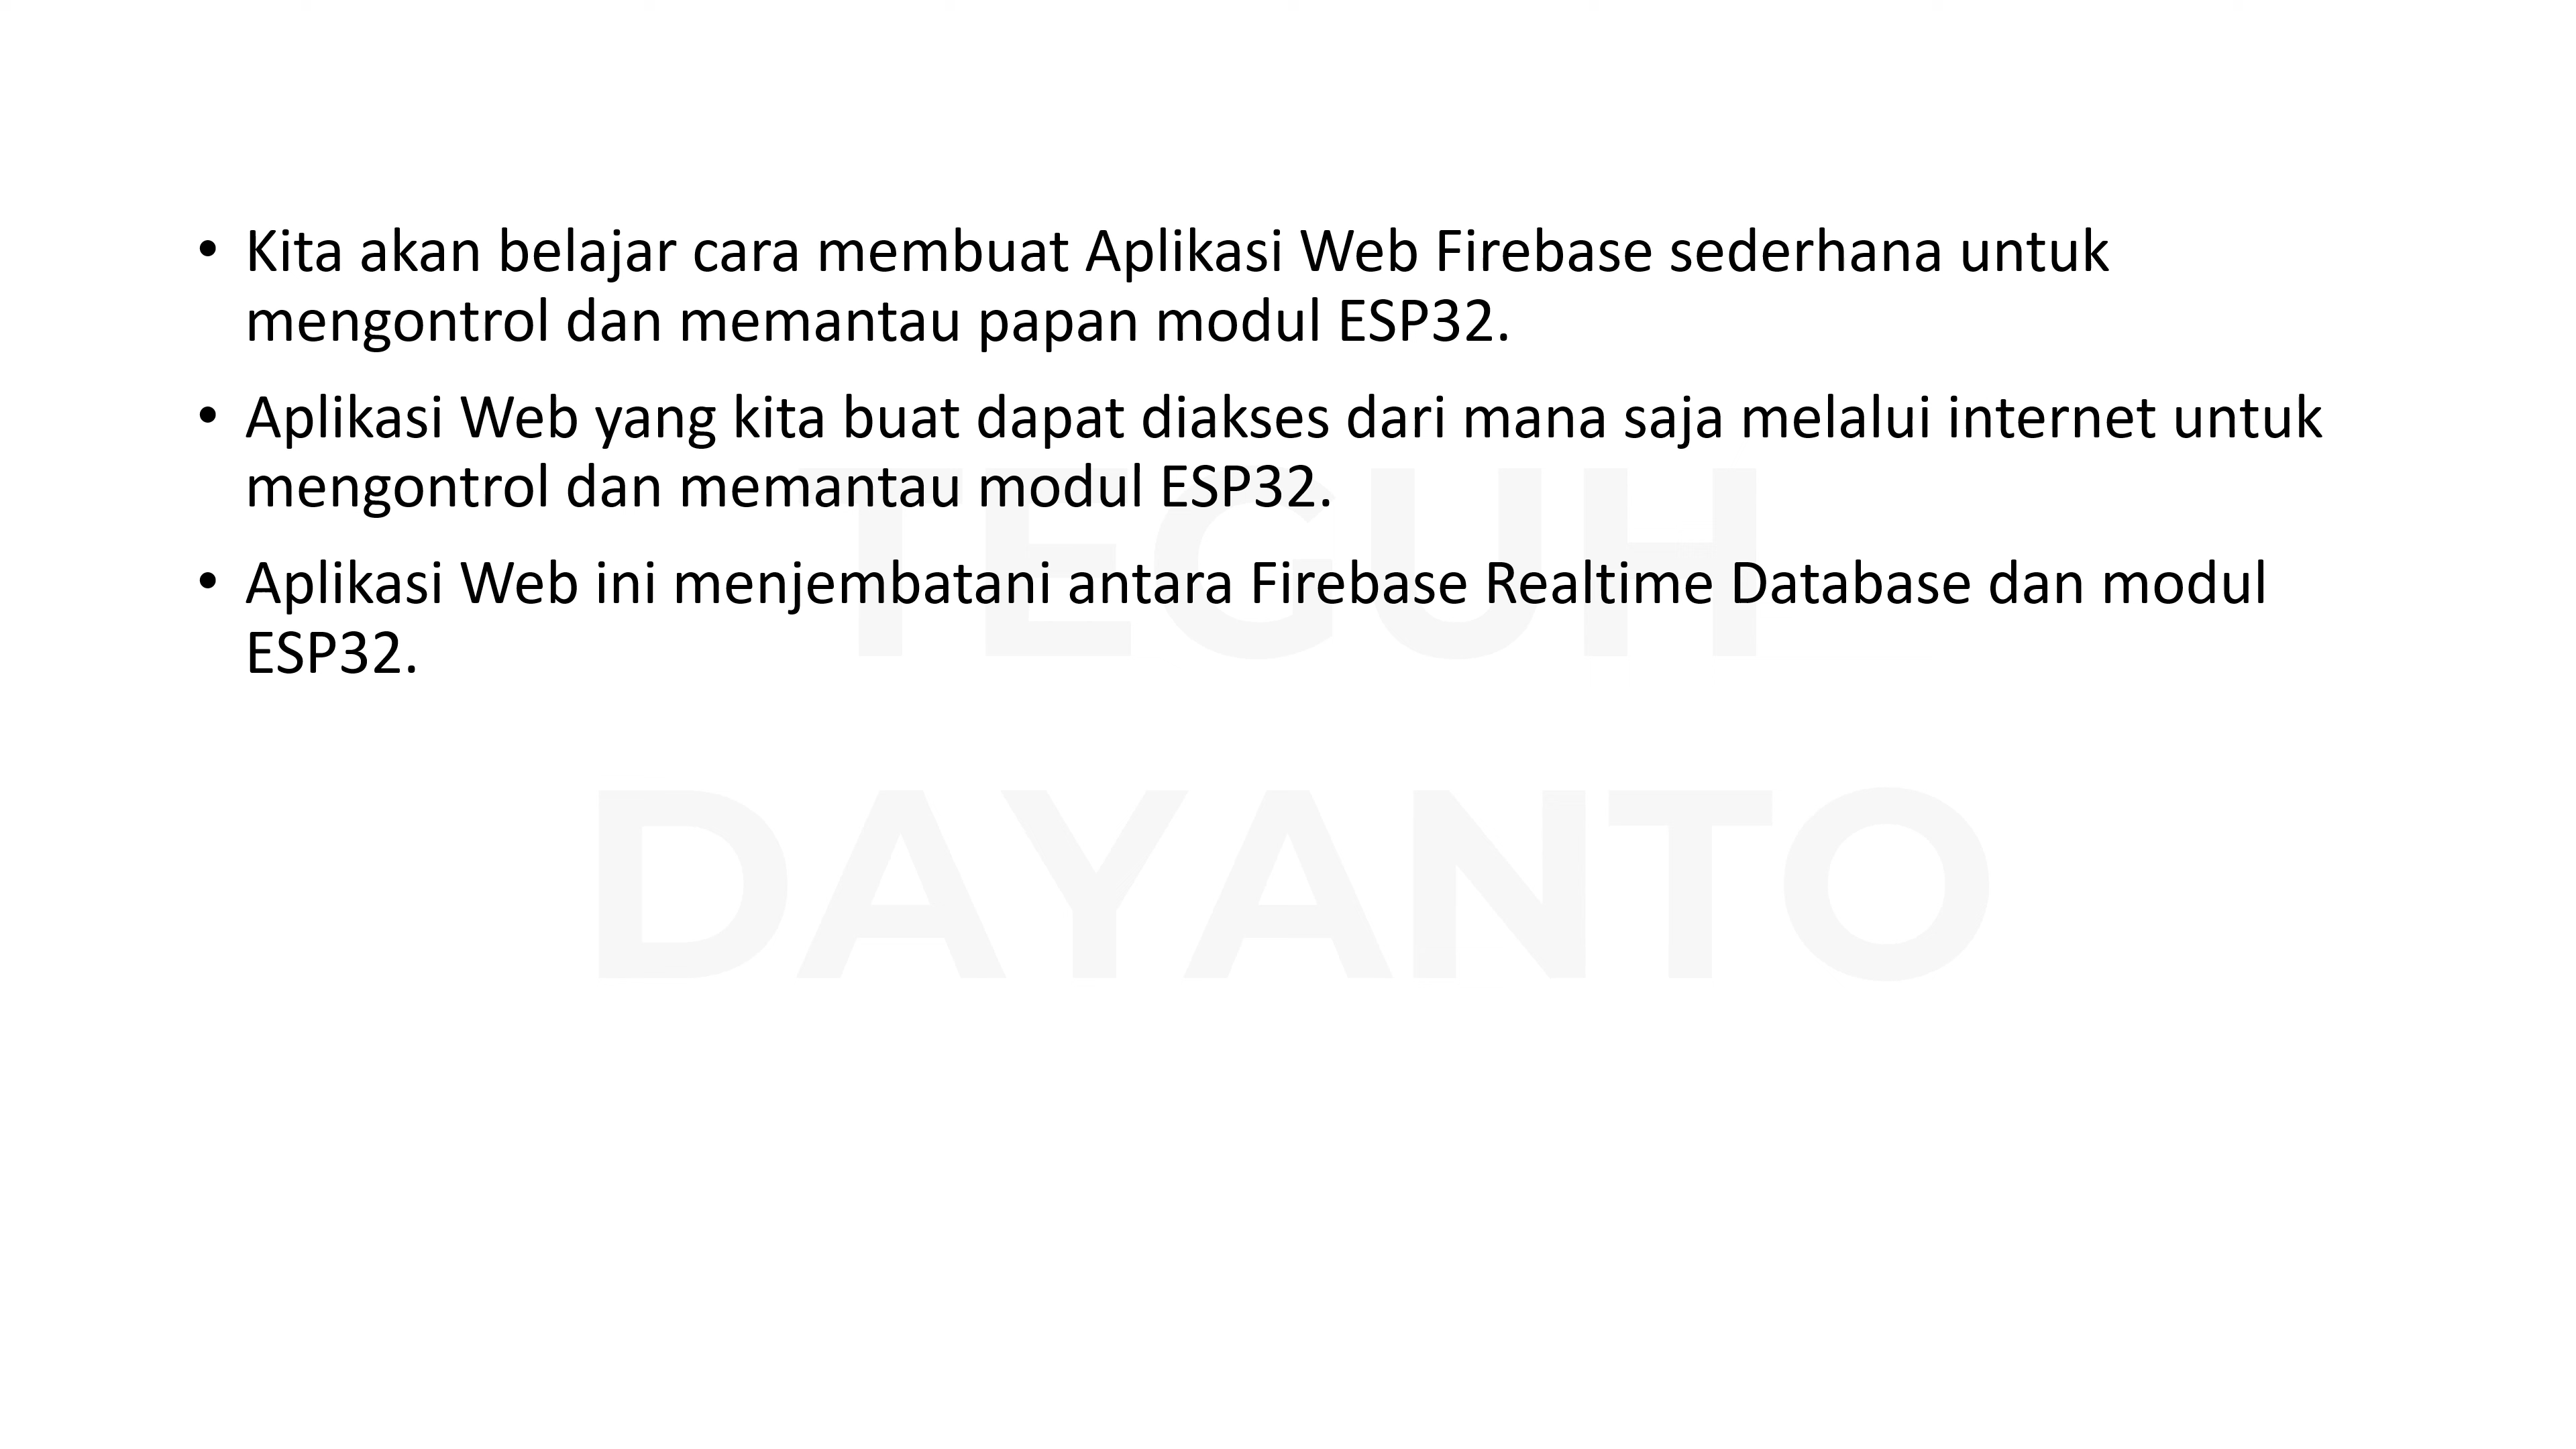 • Kita akan belajar cara membuat Aplikasi Web Firebase sederhana untuk
mengontrol dan memantau papan modul ESP32.
• Aplikasi Web yang kita buat dapat diakses dari mana saja melalui internet untuk
mengontrol dan memantau modul ESP32.
• Aplikasi Web ini menjembatani antara Firebase Realtime Database dan modul
ESP32.
TEGUH
DAYANTO